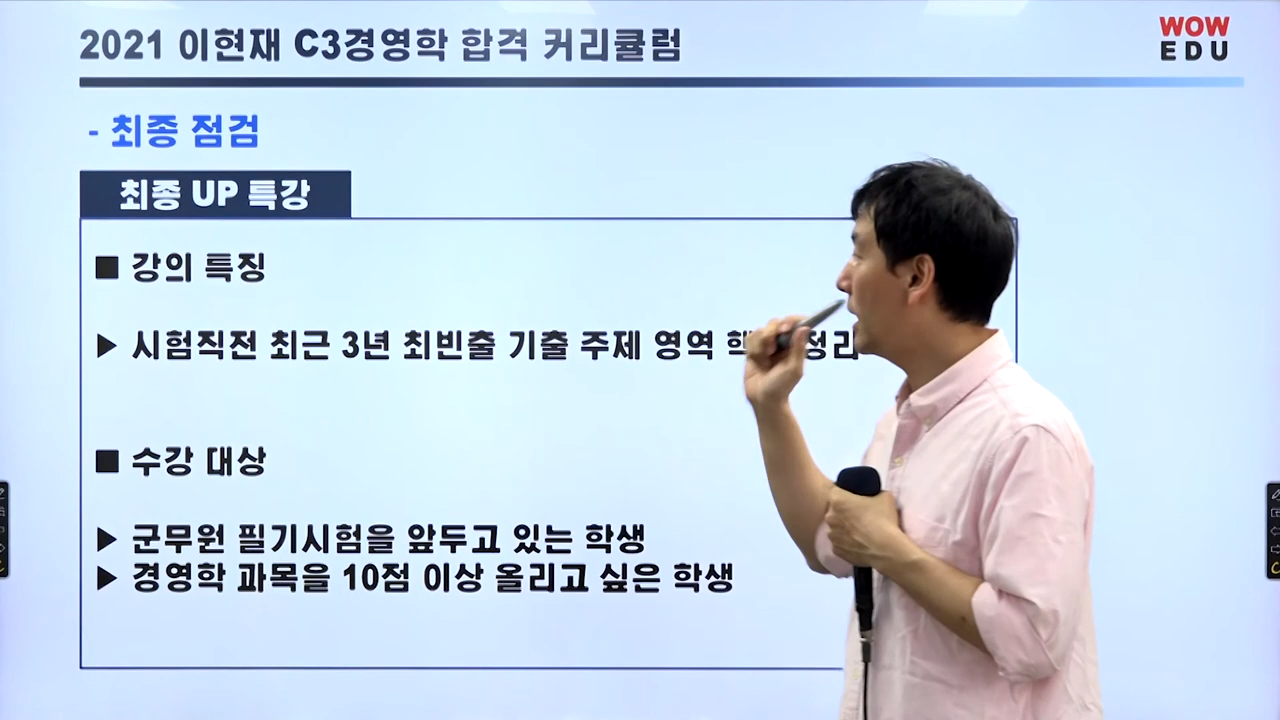 2021 이현재 C3경영학 합격 커리큘럼
WOW
EDU
- 최종 점검
최종 UP 특강
■ 강의 특징
▶ 시험직전 최근 3년 최빈출 기출 주제 영역 정리
■ 수강 대상
▶ 군무원 필기시험을 앞두고 있는 학생
▶ 경영학 과목을 10점 이상 올리고 싶은 학생